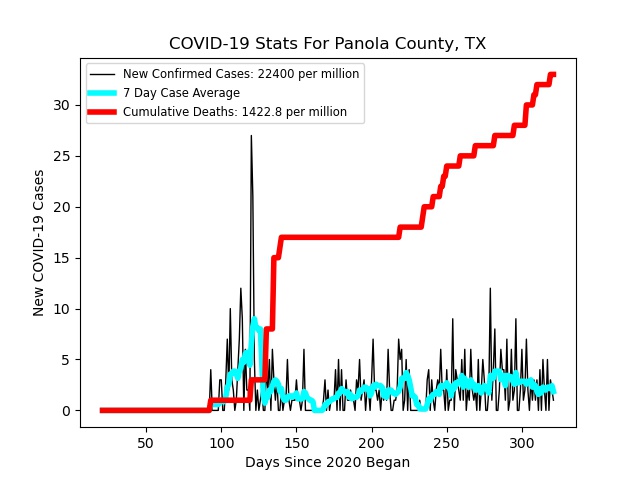 COVID-19 Stats For Panola County, TX
New Confirmed Cases: 22400 per million
7 Day Case Average
Cumulative Deaths: 1422.8 per million
New COVID-19 Cases
30
25
20
15
10
5
0
50 100 150 200 250 300
Days Since 2020 Began